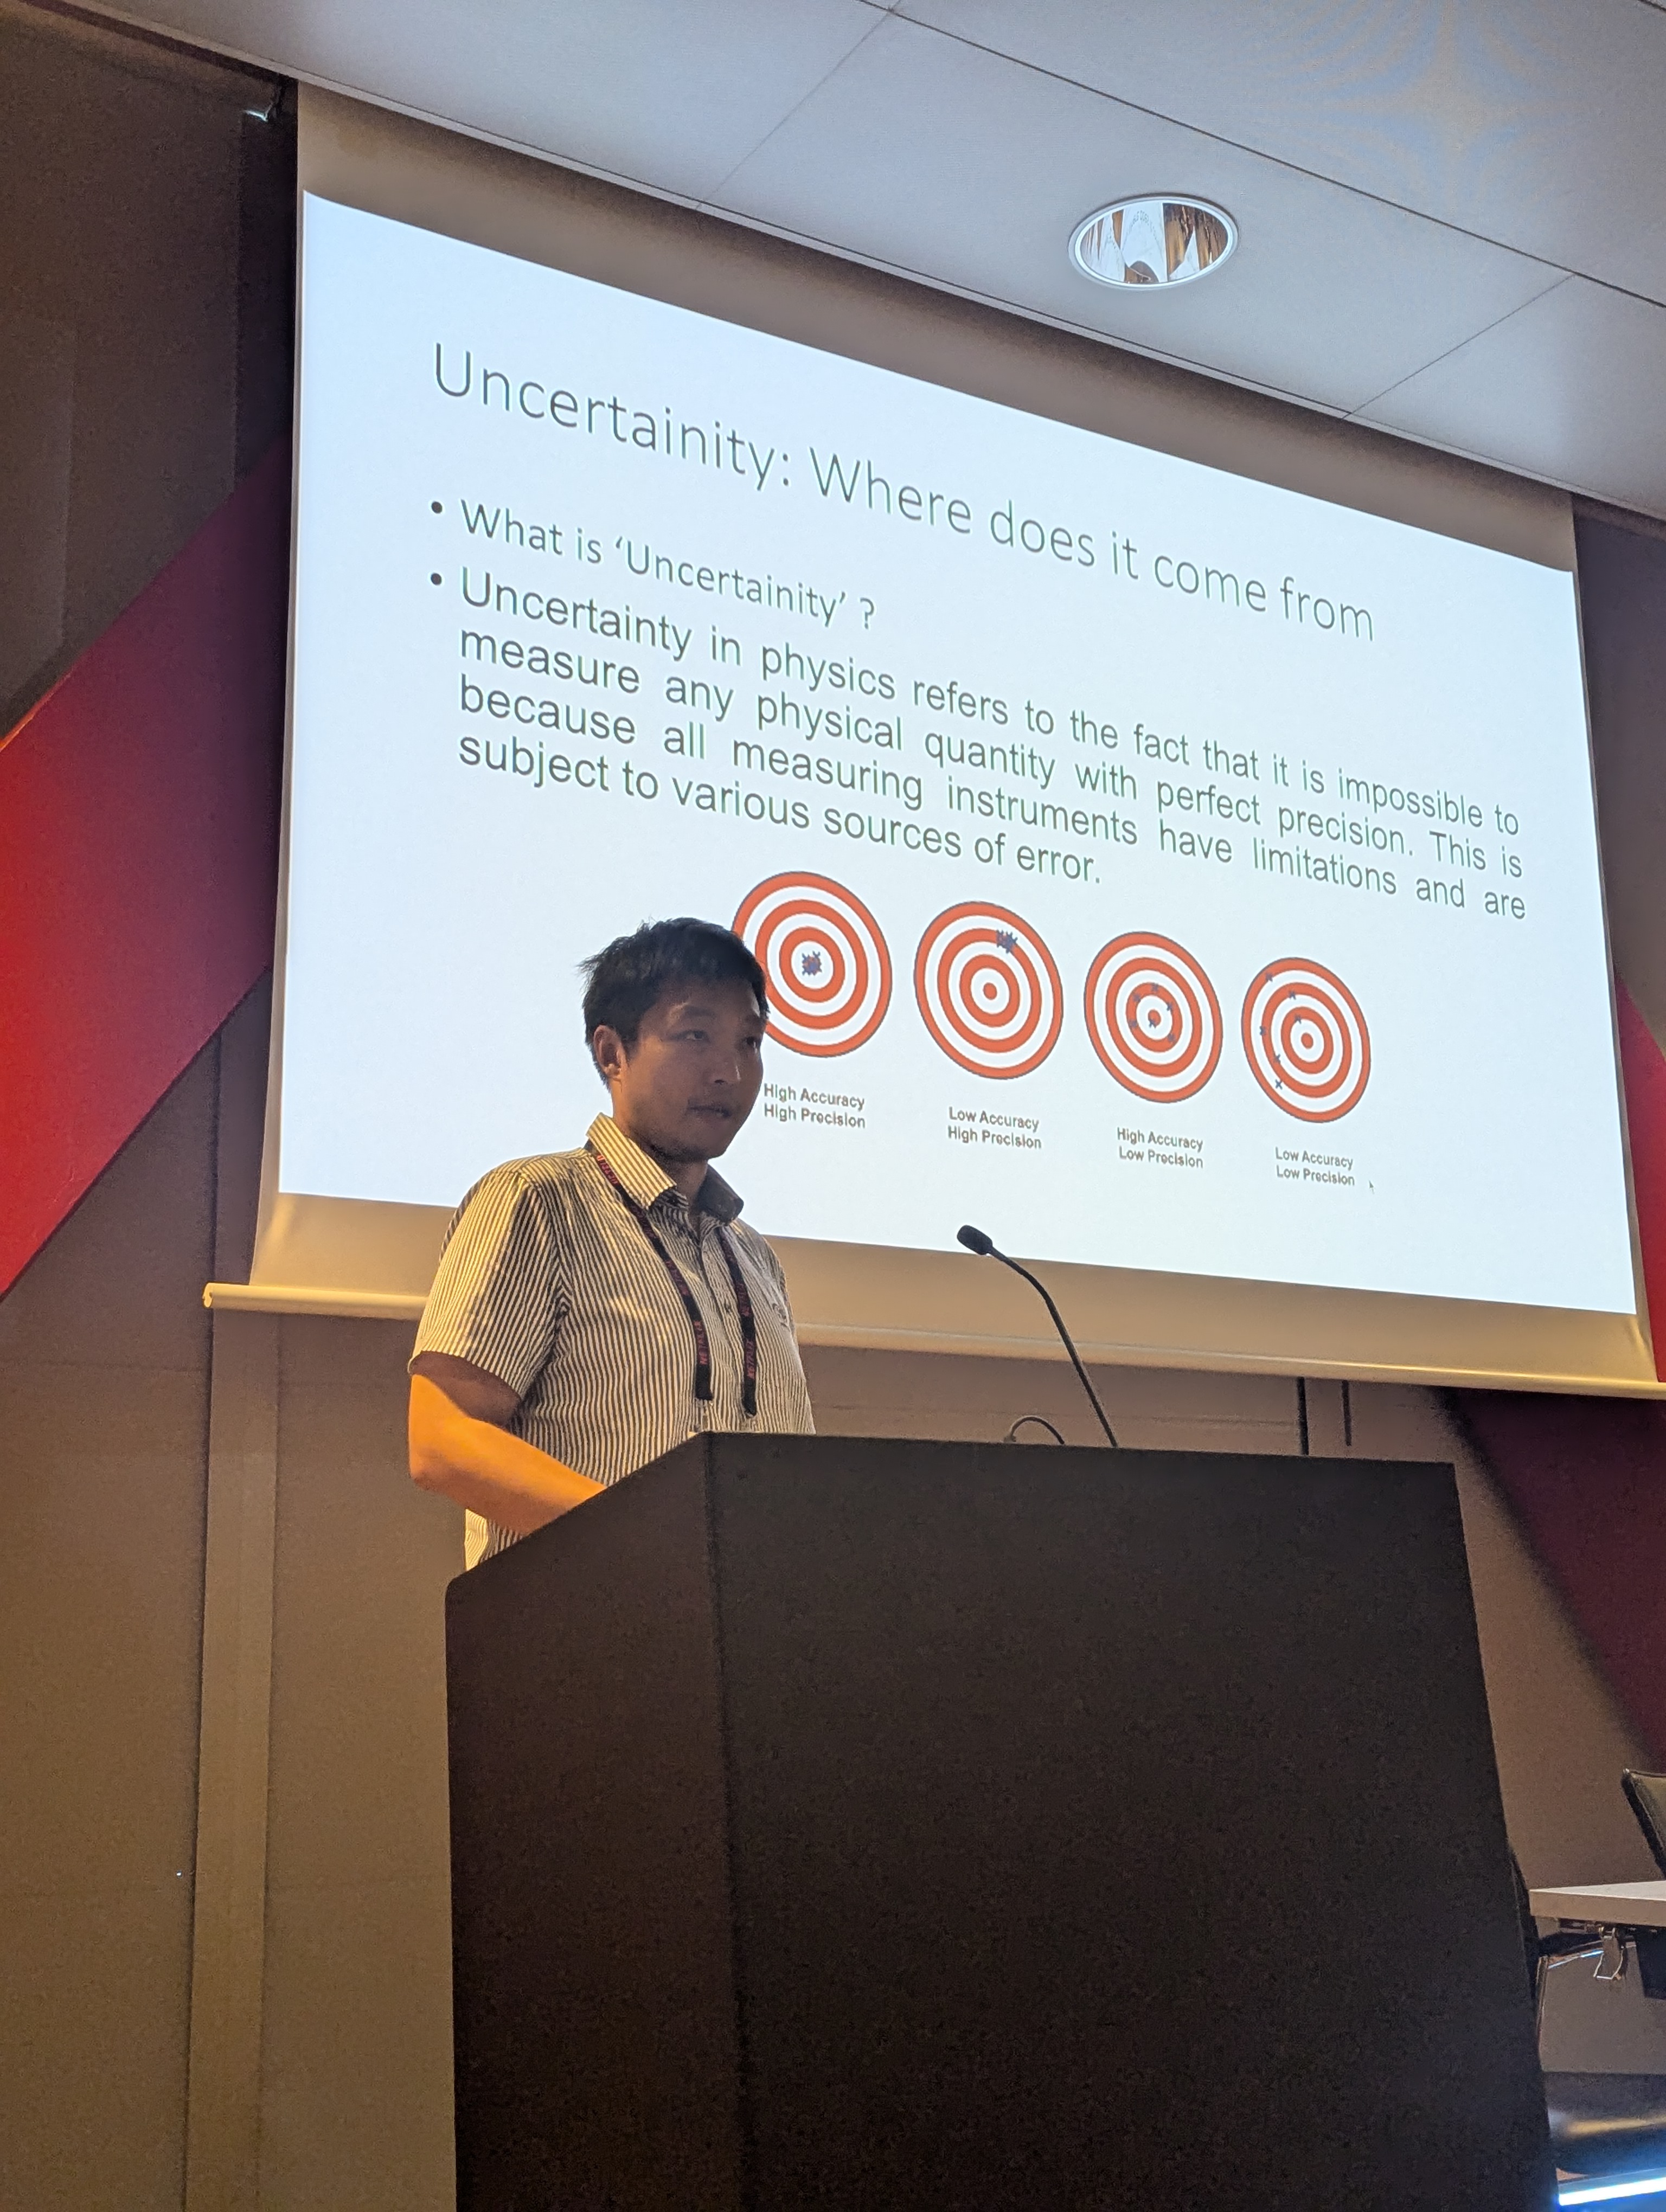 Uncertainity: Where does it come from
• What is ‘Uncertainity’ ?
• Uncertainty in physics refers to the fact that it is impossible to
measure any physical quantity with perfect precision. This is
because all measuring instruments have limitations and are
subject to various sources of error.
High Accuracy
High Precision
Low Accuracy
High Precision
High Accuracy
Low Precision
Low Accuracy
Low Precision
NETFLIX
NETFLIX